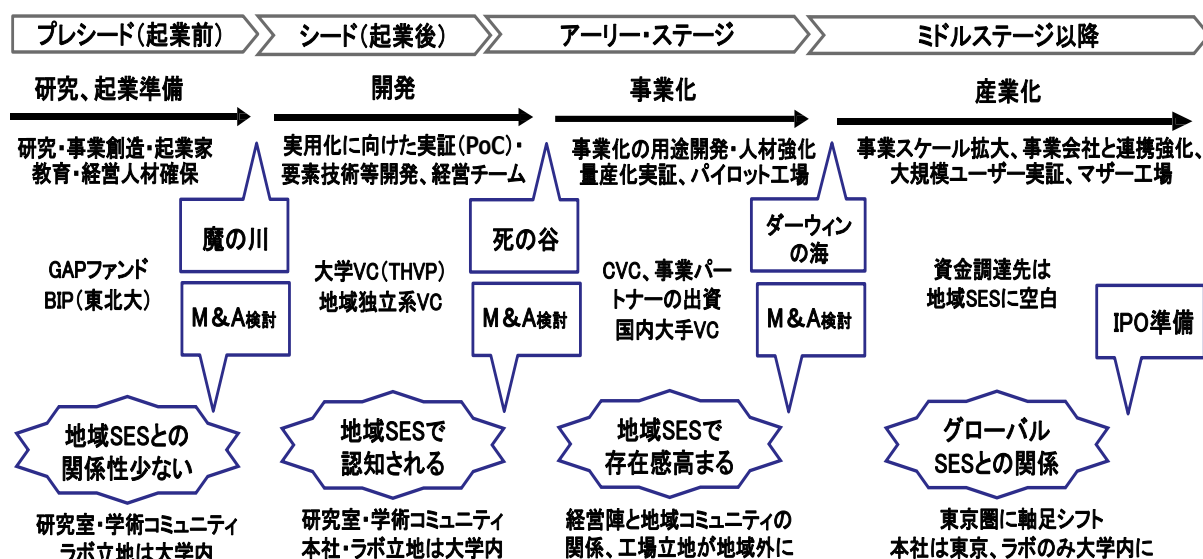 プレシード(起業前)
シード(起業後)
アーリー・ステージ
ミドルステージ以降
研究、起業準備
開発
事業化
産業化
研究・事業創造・起業家
教育・経営人材確保
実用化に向けた実証(PoC)・
要素技術等開発、経営チーム
事業化の用途開発・人材強化
量産化実証、パイロット工場
事業スケール拡大、事業会社と連携強化、
大規模ユーザー実証、マザー工場
魔の川
死の谷
ダーウィン
の海
GAPファンド
BIP(東北大)
大学VC(THVP)
地域独立系VC
CVC、事業パー
トナーの出資
国内大手VC
資金調達先は
地域SESに空白
M&A検討
M&A検討
M&A検討
IPO準備
地域SESとの
関係性少ない
地域SESで
認知される
地域SESで
存在感高まる
グローバル
SESとの関係
研究室・学術コミュニティ
ラボ立地は大学内
研究室・学術コミュニティ
本社・ラボ立地は大学内
経営陣と地域コミュニティの
関係、工場立地が地域外に
東京圏に軸足シフト
本社は東京、ラボのみ大学内に